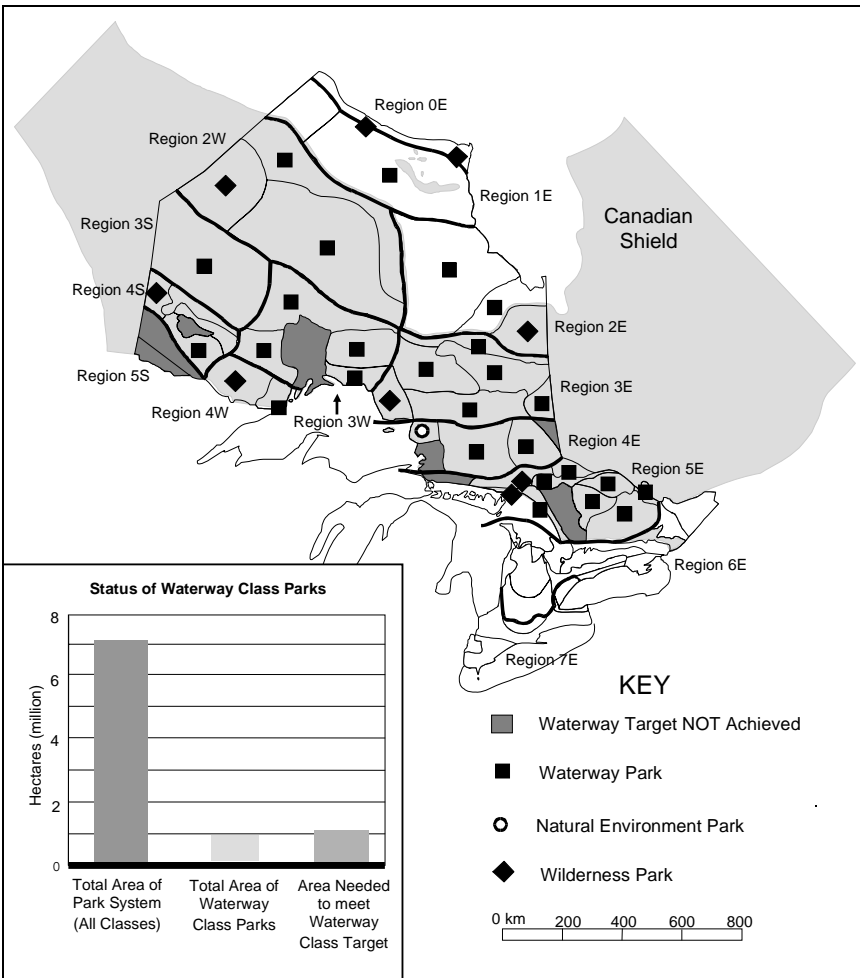 Region 0E
Region 2W
Region 1E
Region 3S
Canadian
Shield
Region 4S
Region 2E
Region 5S
Region 3E
Region 4W
Region 3W
Region 4E
Region 5E
Region 6E
Region 7E
Status of Waterway Class Parks
8
6
4
2
0
Hectares (million)
Total Area of
Park System
(All Classes)
Total Area of
Waterway
Class Parks
Area Needed
to meet
Waterway
Class Target
KEY
Waterway Target NOT Achieved
Waterway Park
Natural Environment Park
Wilderness Park
0 km 200 400 600 800